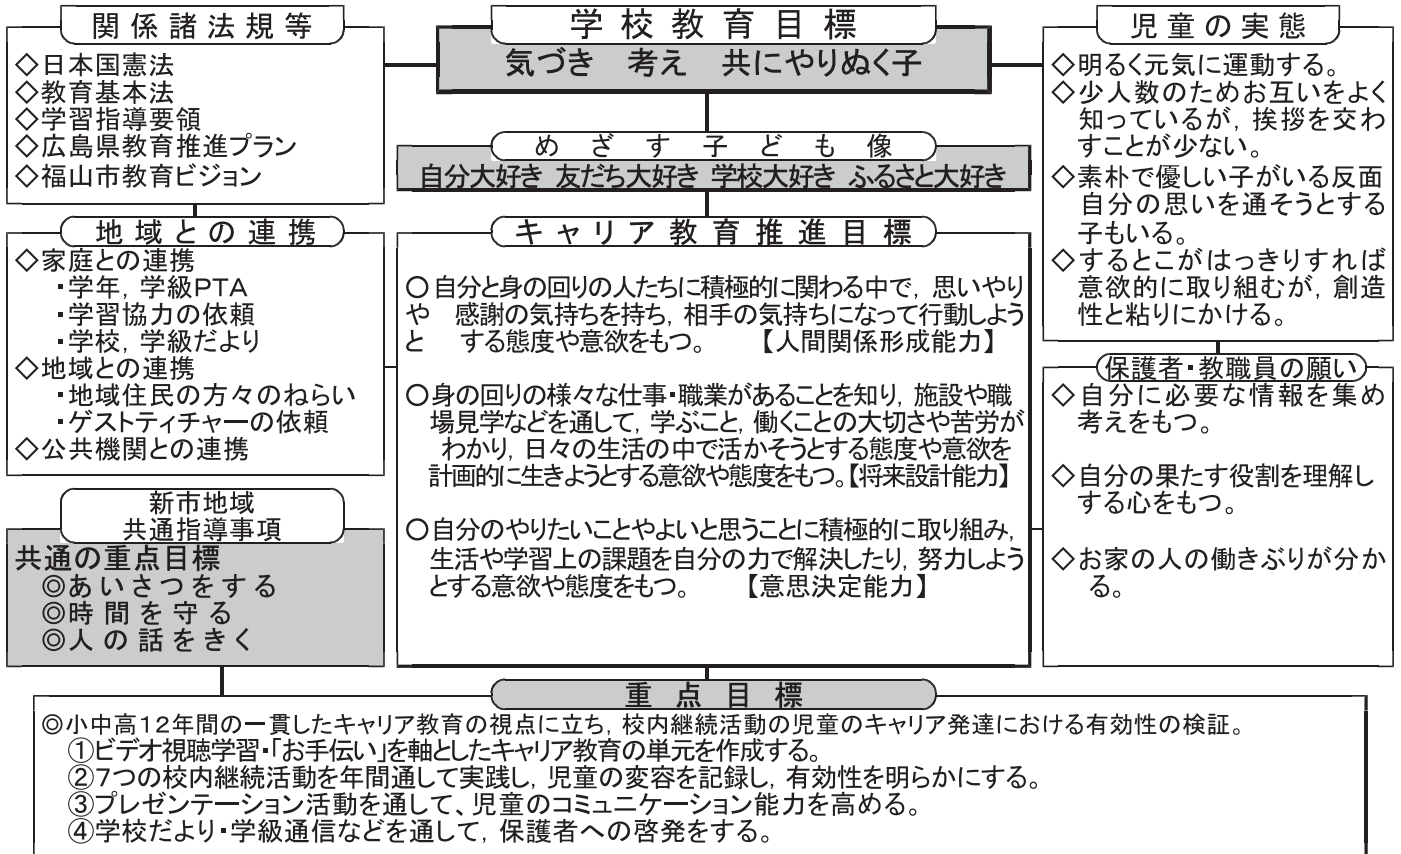 関係諸法規等
◇日本国憲法
◇教育基本法
◇学習指導要領
◇広島県教育推進プラン
◇福山市教育ビジョン
学校教育目標
気づき　考え　共にやりぬく子
児童の実態
◇明るく元気に運動する。
◇少人数のためお互いをよく
知っているが，挨拶を交わ
すことが少ない。
◇素朴で優しい子がいる反面
自分の思いを通そうとする
子もいる。
◇するとこがはっきりすれば
意欲的に取り組むが，創造
性と粘りにかける。
めざす子ども像
自分大好き 友だち大好き 学校大好き ふるさと大好き
地域との連携
◇家庭との連携
・学年，学級PTA
・学習協力の依頼
・学校，学級だより
◇地域との連携
・地域住民の方々のねらい
・ゲストティチャーの依頼
◇公共機関との連携
キャリア教育推進目標
○自分と身の回りの人たちに積極的に関わる中で，思いやり
や　感謝の気持ちを持ち，相手の気持ちになって行動しよう
と　する態度や意欲をもつ。　【人間関係形成能力】
○身の回りの様々な仕事・職業があることを知り，施設や職
場見学などを通して，学ぶこと，働くことの大切さや苦労が
わかり，日々の生活の中で活かそうとする態度や意欲を
計画的に生きようとする意欲や態度をもつ。【将来設計能力】
○自分のやりたいことやよいと思うことに積極的に取り組み，
生活や学習上の課題を自分の力で解決したり，努力しよう
とする意欲や態度をもつ。　【意思決定能力】
保護者・教職員の願い
◇自分に必要な情報を集め
考えをもつ。
◇自分の果たす役割を理解し
する心をもつ。
◇お家の人の働きぶりが分か
る。
新市地域
共通指導事項
共通の重点目標
◎あいさつをする
◎時間を守る
◎人の話をきく
重点目標
◎小中高１２年間の一貫したキャリア教育の視点に立ち，校内継続活動の児童のキャリア発達における有効性の検証。
①ビデオ視聴学習・「お手伝い」を軸としたキャリア教育の単元を作成する。
②7つの校内継続活動を年間通して実践し，児童の変容を記録し，有効性を明らかにする。
③プレゼンテーション活動を通して、児童のコミュニケーション能力を高める。
④学校だより・学級通信などを通して，保護者への啓発をする。